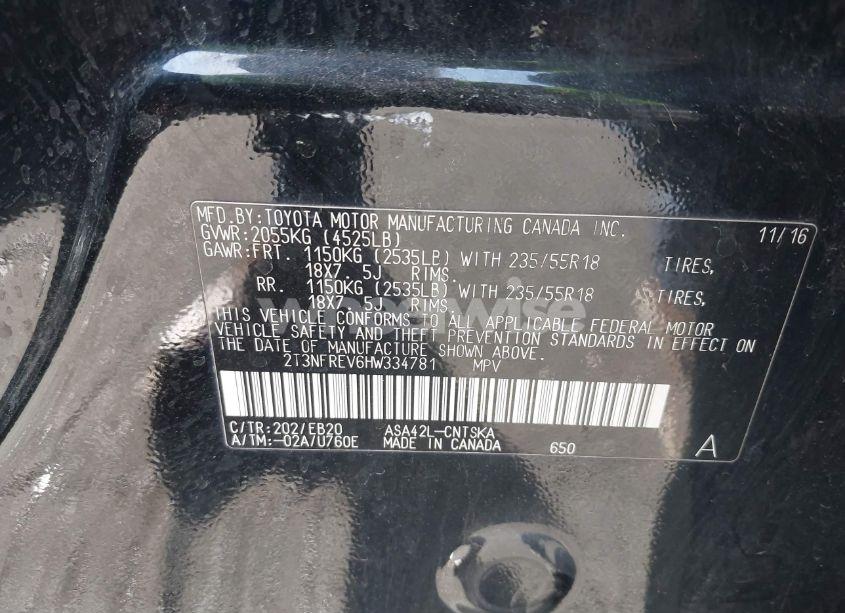 MFD.BY:TOYOTA MOTOR MANUFACTURING CANADA INC. 11/16
GVWR:2055KG (4525LB)
GAWR:FRT. 1150KG (2535LB) WITH 235/55R18 TIRES,
18X7.5J RIMS.
RR. 1150KG (2535LB) WITH 235/55R18 TIRES,
18X7.5J RIMS.
THIS VEHICLE CONFORMS TO ALL APPLICABLE FEDERAL MOTOR
VEHICLE SAFETY AND THEFT PREVENTION STANDARDS IN EFFECT ON
THE DATE OF MANUFACTURE SHOWN ABOVE.
2T3NFREV6HW334781 MPV
C/TR:202/EB20 ASA42L-CNTSKA
A/TM:-02A/U760E MADE IN CANADA 650 A